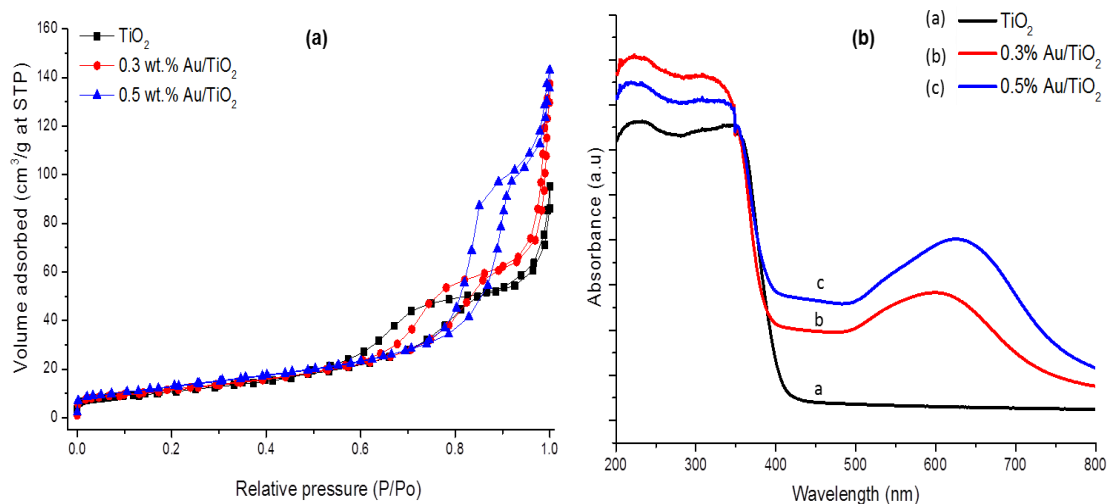 (a)
TiO2
0.3 wt.% Au/TiO2
0.5 wt.% Au/TiO2
160
140
120
100
80
60
40
20
0
0.0 0.2 0.4 0.6 0.8 1.0
Volume adsorbed (cm3/g at STP)
Relative pressure (P/Po)
(b)
(a) TiO2
(b) 0.3% Au/TiO2
(c) 0.5% Au/TiO2
c
b
a
200 300 400 500 600 700 800
Absorbance (a.u)
Wavelength (nm)